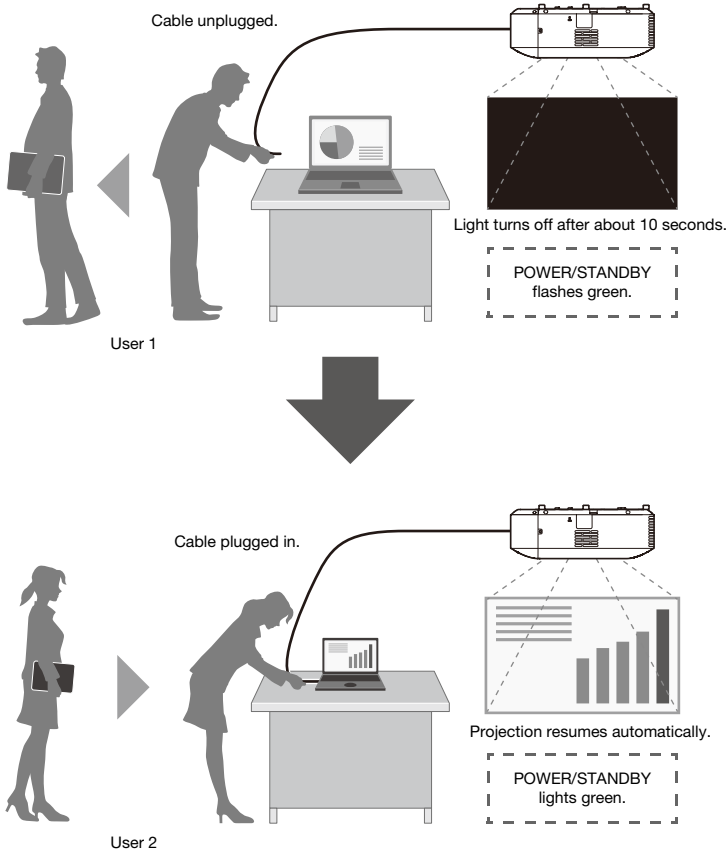 Cable unplugged.
Light turns off after about 10 seconds.
POWER/STANDBY
flashes green.
User 1
Cable plugged in.
Projection resumes automatically.
POWER/STANDBY
lights green.
User 2